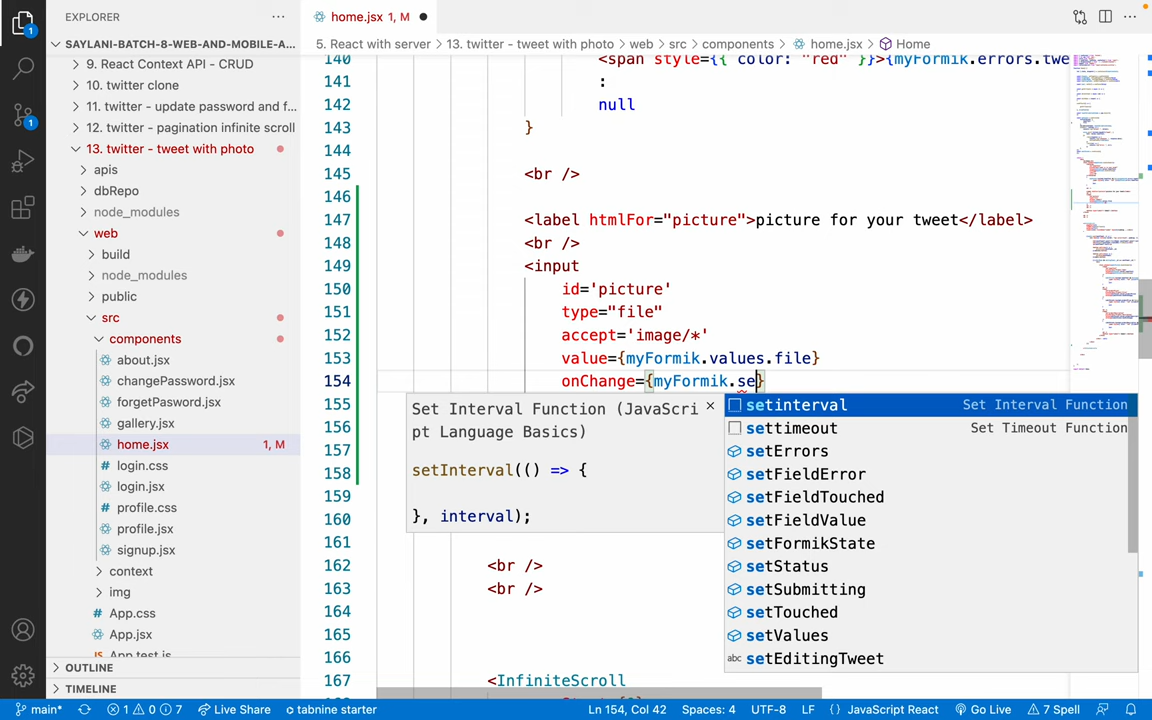 EXPLORER
SAYLANI-BATCH-8-WEB-AND-MOBILE-A...
9. React Context API - CRUD
10. twitter clone
11. twitter - update password and f...
12. twitter - pagination infinite scroll
13. twitter - tweet with photo
apis
dbRepo
node_modules
web
build
node_modules
public
src
components
about.jsx
changePassword.jsx
forgetPasword.jsx
gallery.jsx
home.jsx 1, M
login.css
login.jsx
profile.css
profile.jsx
signup.jsx
context
img
App.css
App.jsx
OUTLINE
TIMELINE
home.jsx 1, M
5. React with server > 13. twitter - tweet with photo > web > src > components > home.jsx > Home
140 <span style={{ color: "red" }}>{myFormik.errors.twe
141 :
142 null
143 }
144
145 <br />
146
147 <label htmlFor="picture">picture for your tweet</label>
148 <br />
149 <input
150 id='picture'
151 type="file"
152 accept='image/*'
153 value={myFormik.values.file}
154 onChange={myFormik.se}
155
156
157
158
159
160
161
162 <br />
163 <br />
164
165
166
167 <InfiniteScroll
Set Interval Function (JavaScri
pt Language Basics)
setInterval(() => {
}, interval);
setinterval Set Interval Function
settimeout Set Timeout Function
setErrors
setFieldError
setFieldTouched
setFieldValue
setFormikState
setStatus
setSubmitting
setTouched
setValues
abc setEditingTweet
main* 1 0 7 Live Share tabnine starter Ln 154, Col 42 Spaces: 4 UTF-8 LF {} JavaScript React Go Live 7 Spell